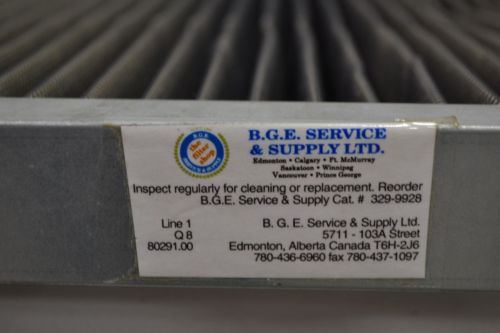 B.G.E.
the
filter
shop
SERVICE & SUPPLY
B.G.E. SERVICE
& SUPPLY LTD.
Edmonton • Calgary • Ft. McMurray
Saskatoon • Winnipeg
Vancouver • Prince George
Inspect regularly for cleaning or replacement. Reorder
B.G.E. Service & Supply Cat. # 329-9928
Line 1
Q 8
80291.00
B. G. E. Service & Supply Ltd.
5711 - 103A Street
Edmonton, Alberta Canada T6H-2J6
780-436-6960 fax 780-437-1097